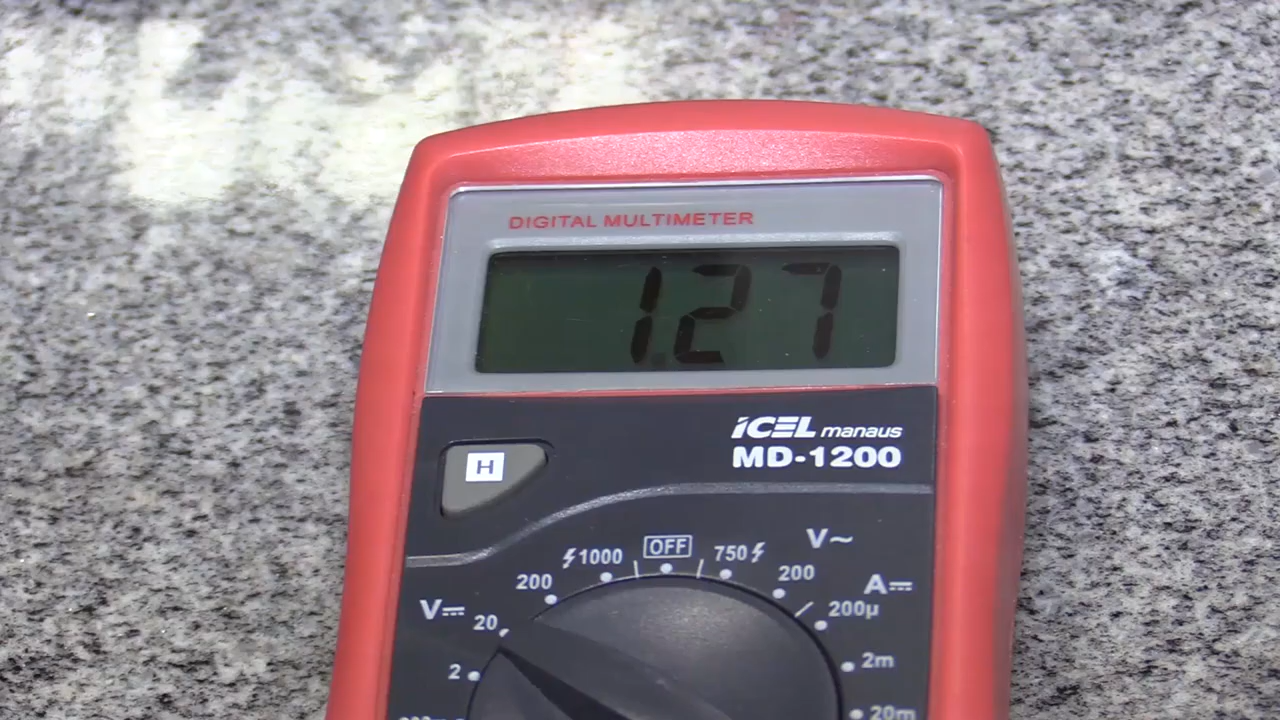 DIGITAL MULTIMETER
1.27
iCEL manaus
MD-1200
H
OFF
1000
750
V~
200
200
A⎓
V⎓
200µ
20
2
2m
20m